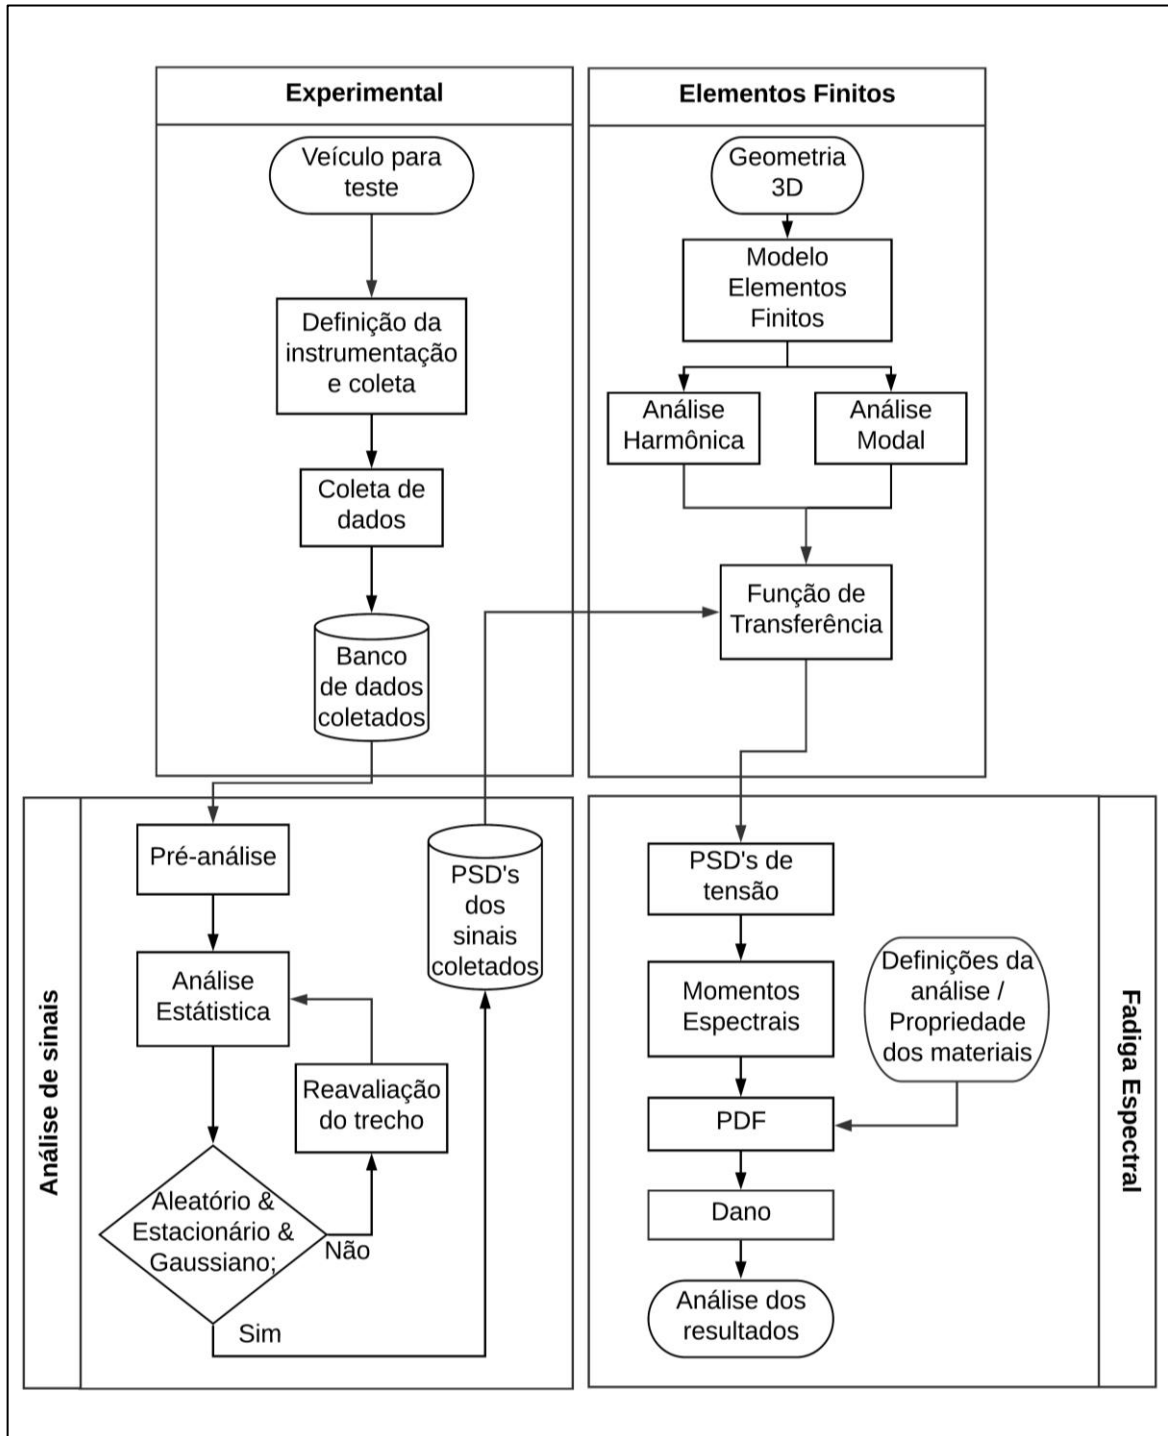 Experimental
Veículo para
teste
Definição da
instrumentação
e coleta
Coleta de
dados
Banco
de dados
coletados
Elementos Finitos
Geometria
3D
Modelo
Elementos
Finitos
Análise
Harmônica
Análise
Modal
Função de
Transferência
Análise de sinais
Pré-análise
Análise
Estátistica
Reavaliação
do trecho
Aleatório &
Estacionário &
Gaussiano;
Não
Sim
PSD's
dos
sinais
coletados
Fadiga Espectral
PSD's de
tensão
Momentos
Espectrais
Definições da
análise /
Propriedade
dos materiais
PDF
Dano
Análise dos
resultados